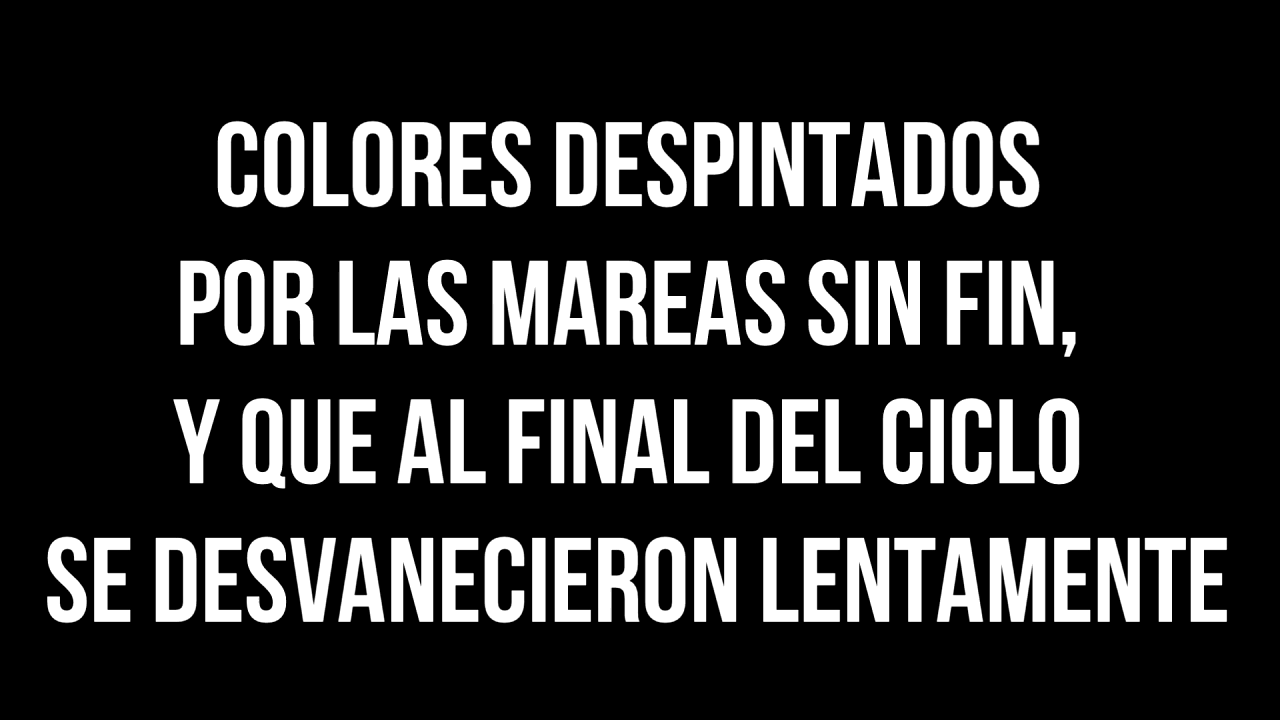 COLORES DESPINTADOS
POR LAS MAREAS SIN FIN,
Y QUE AL FINAL DEL CICLO
SE DESVANECIERON LENTAMENTE